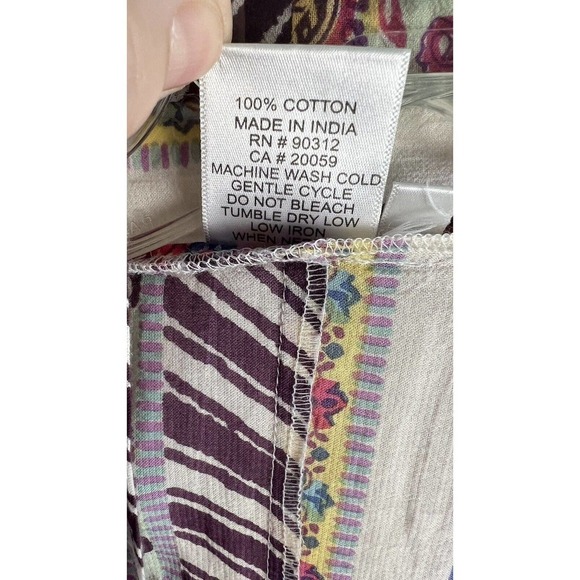 100% COTTON
MADE IN INDIA
RN # 90312
CA # 20059
MACHINE WASH COLD
GENTLE CYCLE
DO NOT BLEACH
TUMBLE DRY LOW
LOW IRON
WHEN